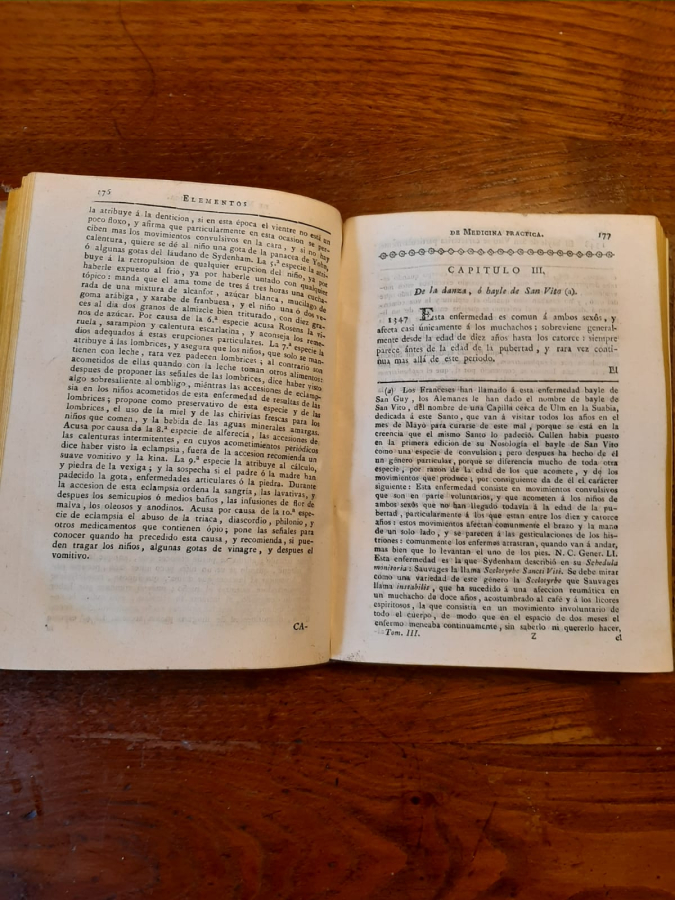 175
ELEMENTOS
la atribuye á la denticion, si en esta época el vientre no está un
poco floxo, y afirma que particularmente en esta ocasion se
ciben mas los movimientos convulsivos en la cara, y si no hay
calentura, quiere se dé al niño una gota de la panacea de
ó algunas gotas del láudano de Sydenham. La 5.ª especie la atri-
buye á la retropulsion de qualquier erupcion del niño, ya por
haberle expuesto al frio, ya por haberle untado con qualquier
tópico: manda que el ama tome de tres á tres horas una cucha-
rada de una mixtura de alcanfor, azúcar blanca, mucilago de
goma arábiga, y xarabe de franbuesa, y el niño una ó dos ve-
ces al dia dos granos de almizcle bien triturado, con diez gra-
nos de azúcar. Por causa de la 6.ª especie acusa Rosena la vi-
ruela, sarampion y calentura escarlatina, y aconseja los reme-
dios adequados á estas erupciones particulares. La 7.ª especie la
atribuye á las lombrices, y asegura que los niños, que solo se man-
tienen con leche, rara vez padecen lombrices; al contrario son
acometidos de ellas quando con la leche toman otros alimentos:
despues de proponer las señales de las lombrices, dice haber visto
algo sobresaliente al ombligo, miéntras las accesiones de eclamp-
sia en los niños acometidos de esta enfermedad de resultas de las
lombrices; propone como preservativo de esta especie y de las
lombrices, el uso de la miel y de las chirivías frescas para los
niños que comen, y la bebida de las aguas minerales amargas.
Acusa por causa de la 8.ª especie de alferecia, las accesiones de
las calenturas intermitentes, en cuyos acometimientos periódicos
dice haber visto la eclampsia, fuera de la accesion recomienda un
suave vomitivo y la kina. La 9.ª especie la atribuye al cálculo,
y piedra de la vexiga; y la sospecha si el padre ó la madre han
padecido la gota, enfermedades articulares ó la piedra. Durante
la accesion de esta eclampsia ordena la sangria, las lavativas, y
despues los semicupios ó medios baños, las infusiones de flor de
malva, los oleosos y anodinos. Acusa por causa de la 10.ª espe-
cie de eclampsia el abuso de la triaca, diascordio, philonio, y
otros medicamentos que contienen ópio; pone las señales para
conocer quando ha precedido esta causa, y recomienda, si pue-
den tragar los niños, algunas gotas de vinagre, y despues el
vomitivo.
CA-
DE MEDICINA PRACTICA.
177
CAPITULO III.
De la danza, ó bayle de San Vito (a).
1347 Esta enfermedad es comun á ambos sexôs, y
afecta casi únicamente á los muchachos; sobreviene general-
mente desde la edad de diez años hasta los catorce: siempre
parece ántes de la edad de la pubertad, y rara vez conti-
nua mas allá de este periodo.
El
(a) Los Franceses han llamado á esta enfermedad bayle de
San Guy, los Alemanes le han dado el nombre de bayle de
San Vito, del nombre de una Capilla cerca de Ulm en la Suabia,
dedicada á este Santo, que van á visitar todos los años en el
mes de Mayo para curarse de este mal, porque se está en la
creencia que el mismo Santo lo padeció. Cullen habia puesto
en la primera edicion de su Nosología el bayle de San Vito
como una especie de convulsion; pero despues ha hecho de él
un género particular, porque se diferencia mucho de toda otra
especie, por razon de la edad de los que acomete, y de los
movimientos que produce; por consiguiente da de él el carácter
siguiente: Esta enfermedad consiste en movimientos convulsivos
que son en parte voluntarios, y que acometen á los niños de
ambos sexôs que no han llegado todavía á la edad de la pu-
bertad, particularmente á los que estan entre los diez y catorce
años: estos movimientos afectan comunmente el brazo y la mano
de un solo lado, y se parecen á las gesticulaciones de los his-
triones: comunmente los enfermos arrastran, quando van á andar,
mas bien que lo levantan el uno de los pies. N. C. Gener. LI.
Esta enfermedad es la que Sydenham describió en su Schedula
monitoria: Sauvages la llama Scelotyrbe Sancti Viti. Se debe mirar
como una variedad de este género la Scelotyrbe que Sauvages
llama instabilis, que ha sucedido á una afeccion reumática en
un muchacho de doce años, acostumbrado al café y á los licores
espiritosos, la que consistia en un movimiento involuntario de
todo el cuerpo, de modo que en el espacio de dos meses el
enfermo meneaba continuamente, sin saberlo ni quererlo hacer,
Tom. III.
Z
el